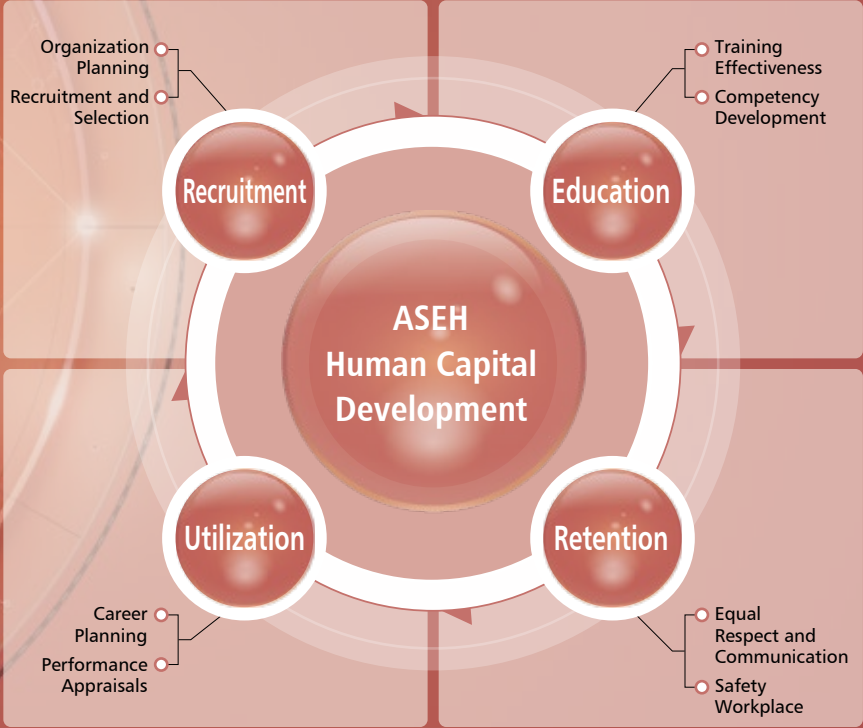 Organization
Planning
Recruitment and
Selection
Recruitment
Training
Effectiveness
Competency
Development
Education
ASEH
Human Capital
Development
Utilization
Career
Planning
Performance
Appraisals
Retention
Equal
Respect and
Communication
Safety
Workplace